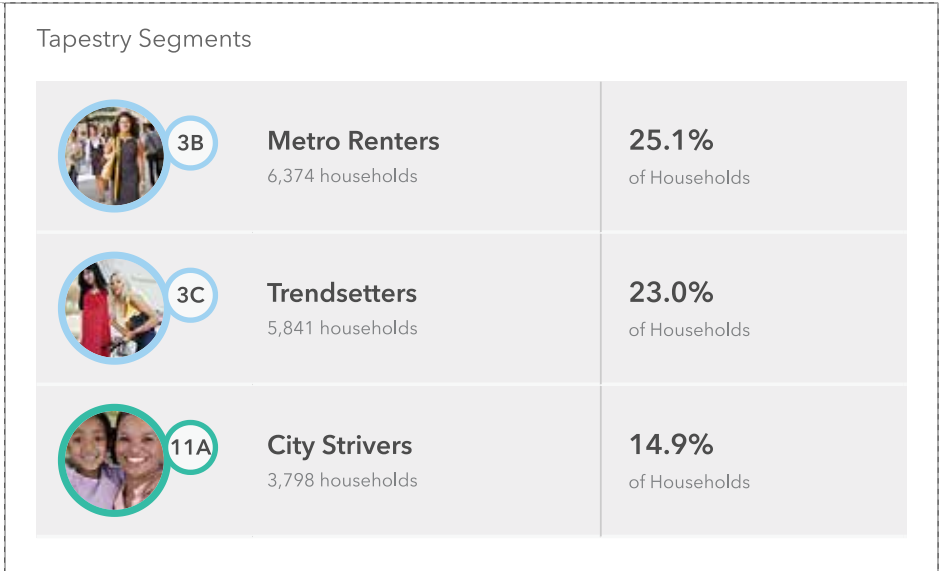 Tapestry Segments
3B
Metro Renters
6,374 households
25.1%
of Households
3C
Trendsetters
5,841 households
23.0%
of Households
11A
City Strivers
3,798 households
14.9%
of Households